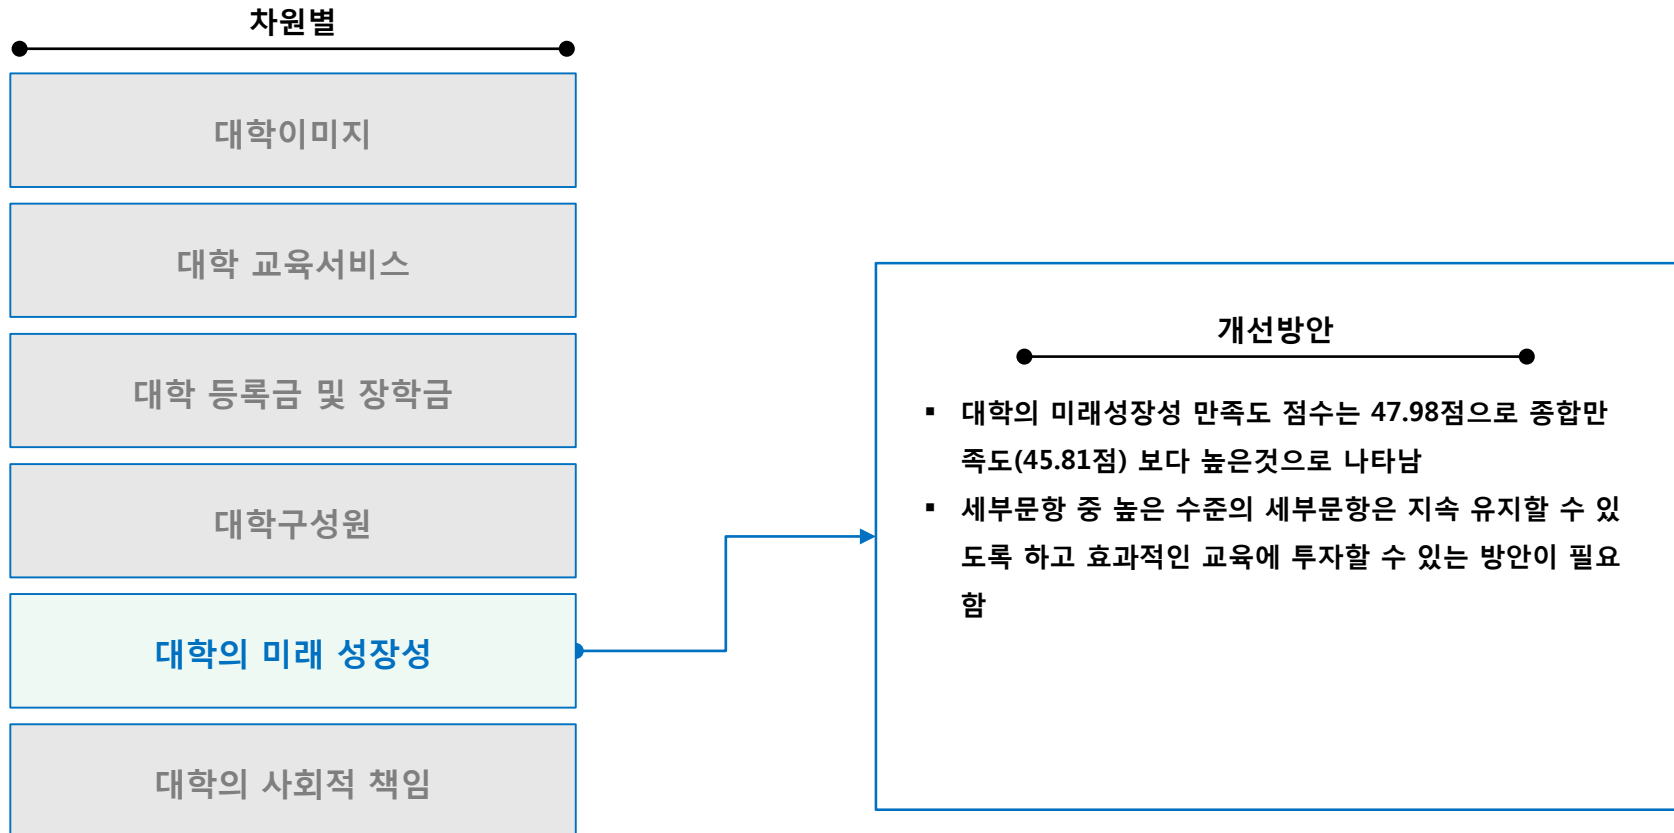 차원별
대학이미지
대학 교육서비스
대학 등록금 및 장학금
대학구성원
대학의 미래 성장성
대학의 사회적 책임
개선방안
▪ 대학의 미래성장성 만족도 점수는 47.98점으로 종합만
족도(45.81점) 보다 높은것으로 나타남
▪ 세부문항 중 높은 수준의 세부문항은 지속 유지할 수 있
도록 하고 효과적인 교육에 투자할 수 있는 방안이 필요
함